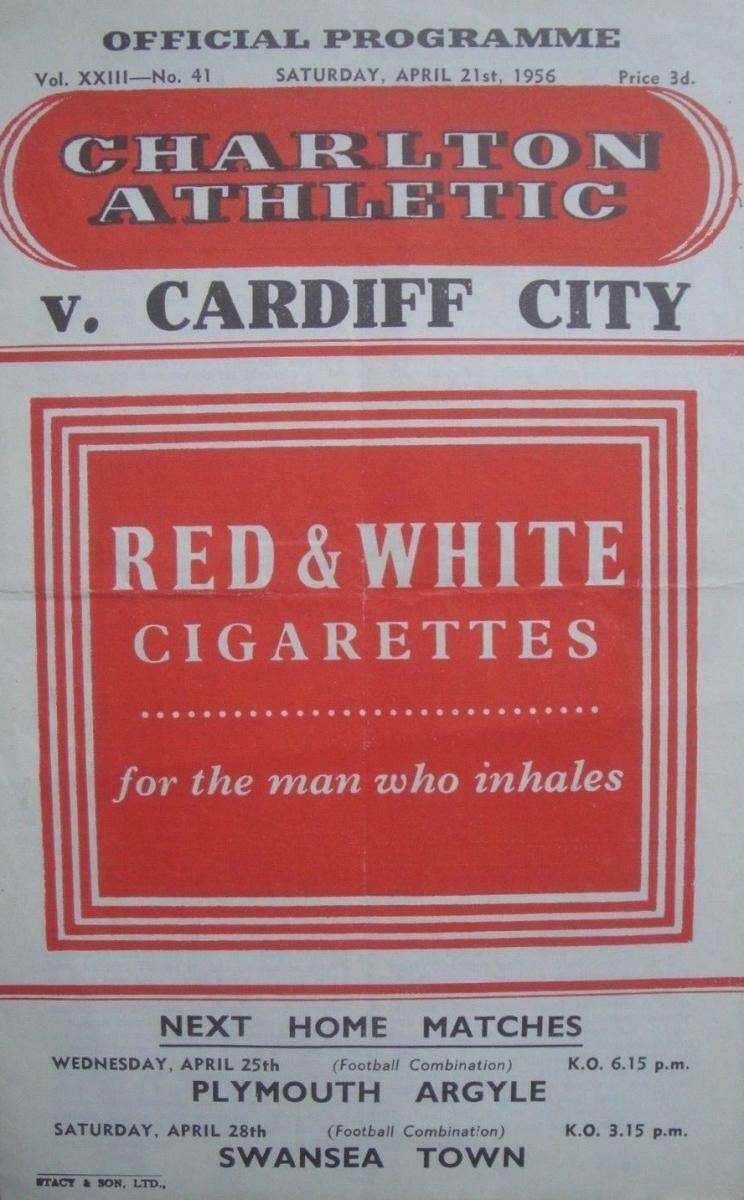 OFFICIAL PROGRAMME
Vol. XXIII—No. 41 SATURDAY, APRIL 21st, 1956 Price 3d.
CHARLTON
ATHLETIC
v. CARDIFF CITY
RED & WHITE
CIGARETTES
for the man who inhales
NEXT HOME MATCHES
WEDNESDAY, APRIL 25th (Football Combination) K.O. 6.15 p.m.
PLYMOUTH ARGYLE
SATURDAY, APRIL 28th (Football Combination) K.O. 3.15 p.m.
SWANSEA TOWN
STACY & SON, LTD.,